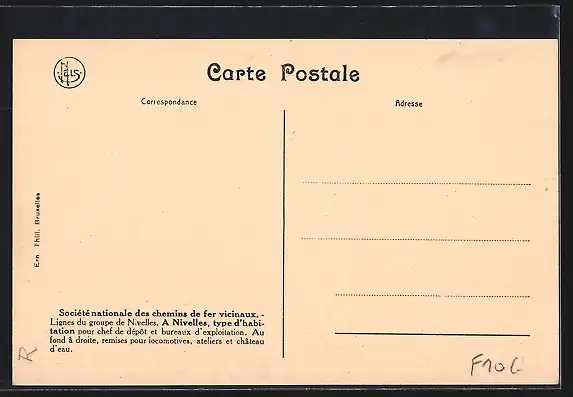 NELS
Carte Postale
Correspondance
Adresse
Ern Thill, Bruxelles
Société nationale des chemins de fer vicinaux. -
Lignes du groupe de Nivelles. A Nivelles, type d'habi-
tation pour chef de dépôt et bureaux d'exploitation. Au
fond à droite, remises pour locomotives, ateliers et château
d'eau.
R